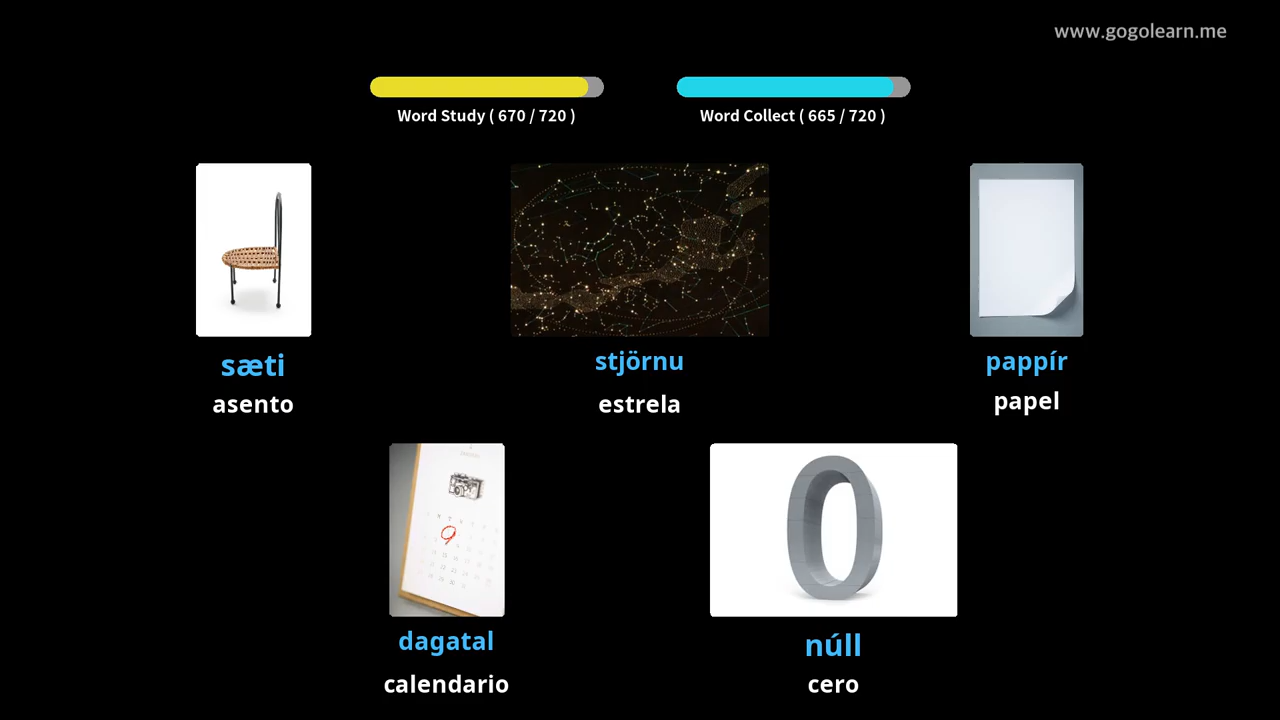 www.gogolearn.me
Word Study ( 670 / 720 )
Word Collect ( 665 / 720 )
sæti
asento
stjörnu
estrela
pappír
papel
dagatal
calendario
núll
cero